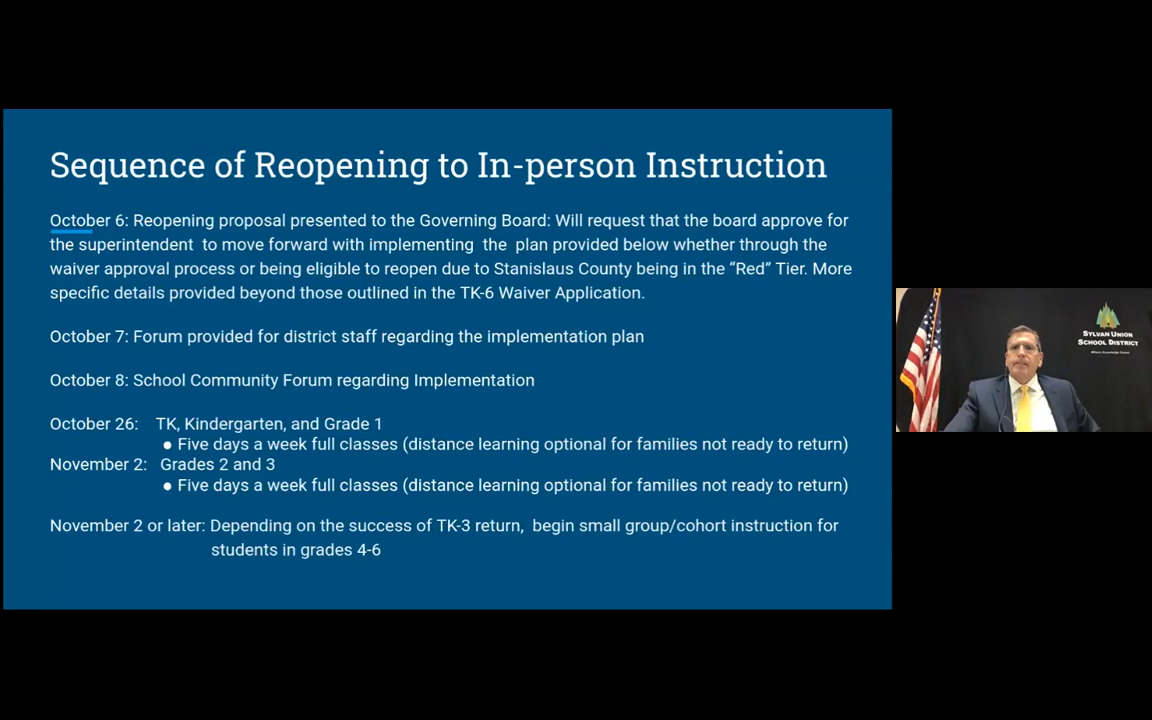 Sequence of Reopening to In-person Instruction
October 6: Reopening proposal presented to the Governing Board: Will request that the board approve for
the superintendent to move forward with implementing the plan provided below whether through the
waiver approval process or being eligible to reopen due to Stanislaus County being in the “Red” Tier. More
specific details provided beyond those outlined in the TK-6 Waiver Application.
October 7: Forum provided for district staff regarding the implementation plan
October 8: School Community Forum regarding Implementation
October 26: TK, Kindergarten, and Grade 1
● Five days a week full classes (distance learning optional for families not ready to return)
November 2: Grades 2 and 3
● Five days a week full classes (distance learning optional for families not ready to return)
November 2 or later: Depending on the success of TK-3 return, begin small group/cohort instruction for
students in grades 4-6
SYLVAN UNION
SCHOOL DISTRICT